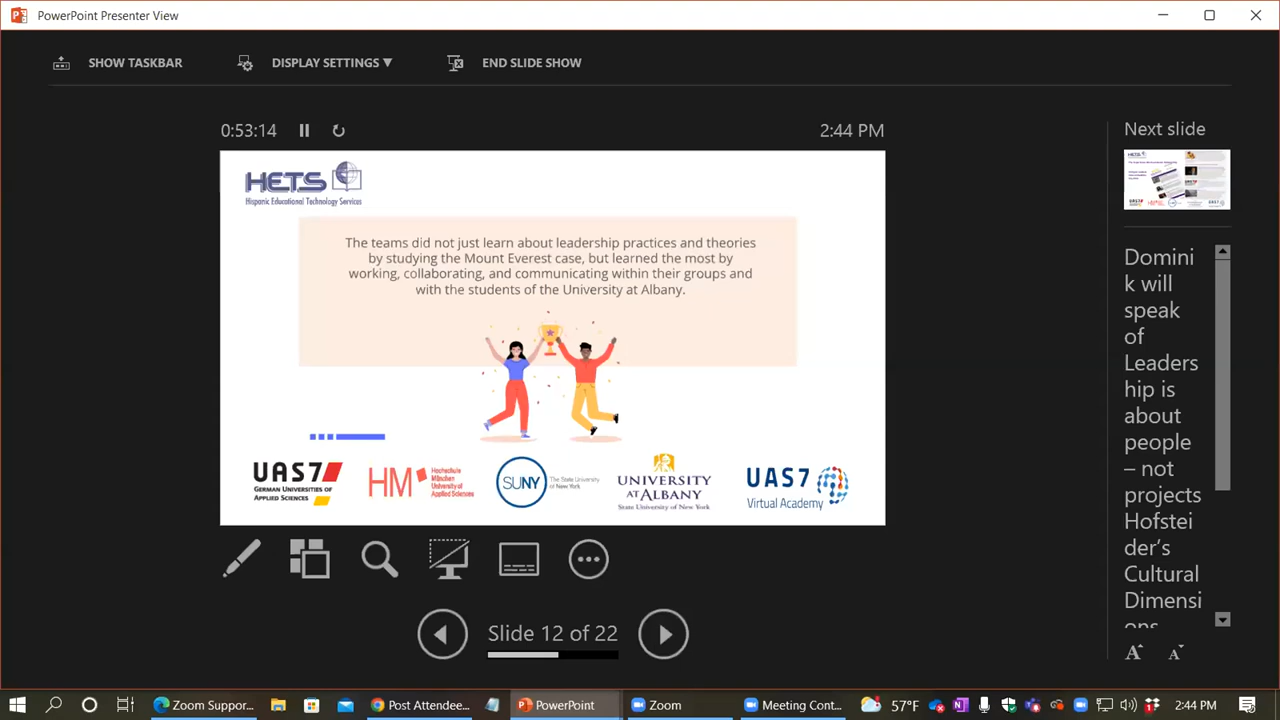 PowerPoint Presenter View
SHOW TASKBAR
DISPLAY SETTINGS ▼
END SLIDE SHOW
0:53:14
2:44 PM
HETS
Hispanic Educational Technology Services
The teams did not just learn about leadership practices and theories
by studying the Mount Everest case, but learned the most by
working, collaborating, and communicating within their groups and
with the students of the University at Albany.
UAS7
GERMAN UNIVERSITIES OF
APPLIED SCIENCES
HM
Hochschule
München
University of
Applied Sciences
SUNY
The State University
of New York
UNIVERSITY
AT ALBANY
State University of New York
UAS7
Virtual Academy
Slide 12 of 22
Next slide
HETS
Domini
k will
speak
of
Leaders
hip is
about
people
– not
projects
Hofstei
der's
Cultural
Dimensi
ons
A
A
Zoom Suppor...
Post Attendee...
PowerPoint
Zoom
Meeting Cont...
57°F
2:44 PM